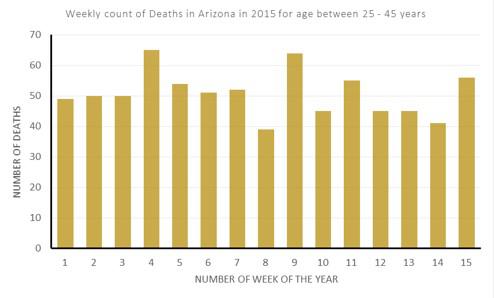 Weekly count of Deaths in Arizona in 2015 for age between 25 - 45 years
70
60
50
40
30
20
10
0
NUMBER OF DEATHS
1 2 3 4 5 6 7 8 9 10 11 12 13 14 15
NUMBER OF WEEK OF THE YEAR